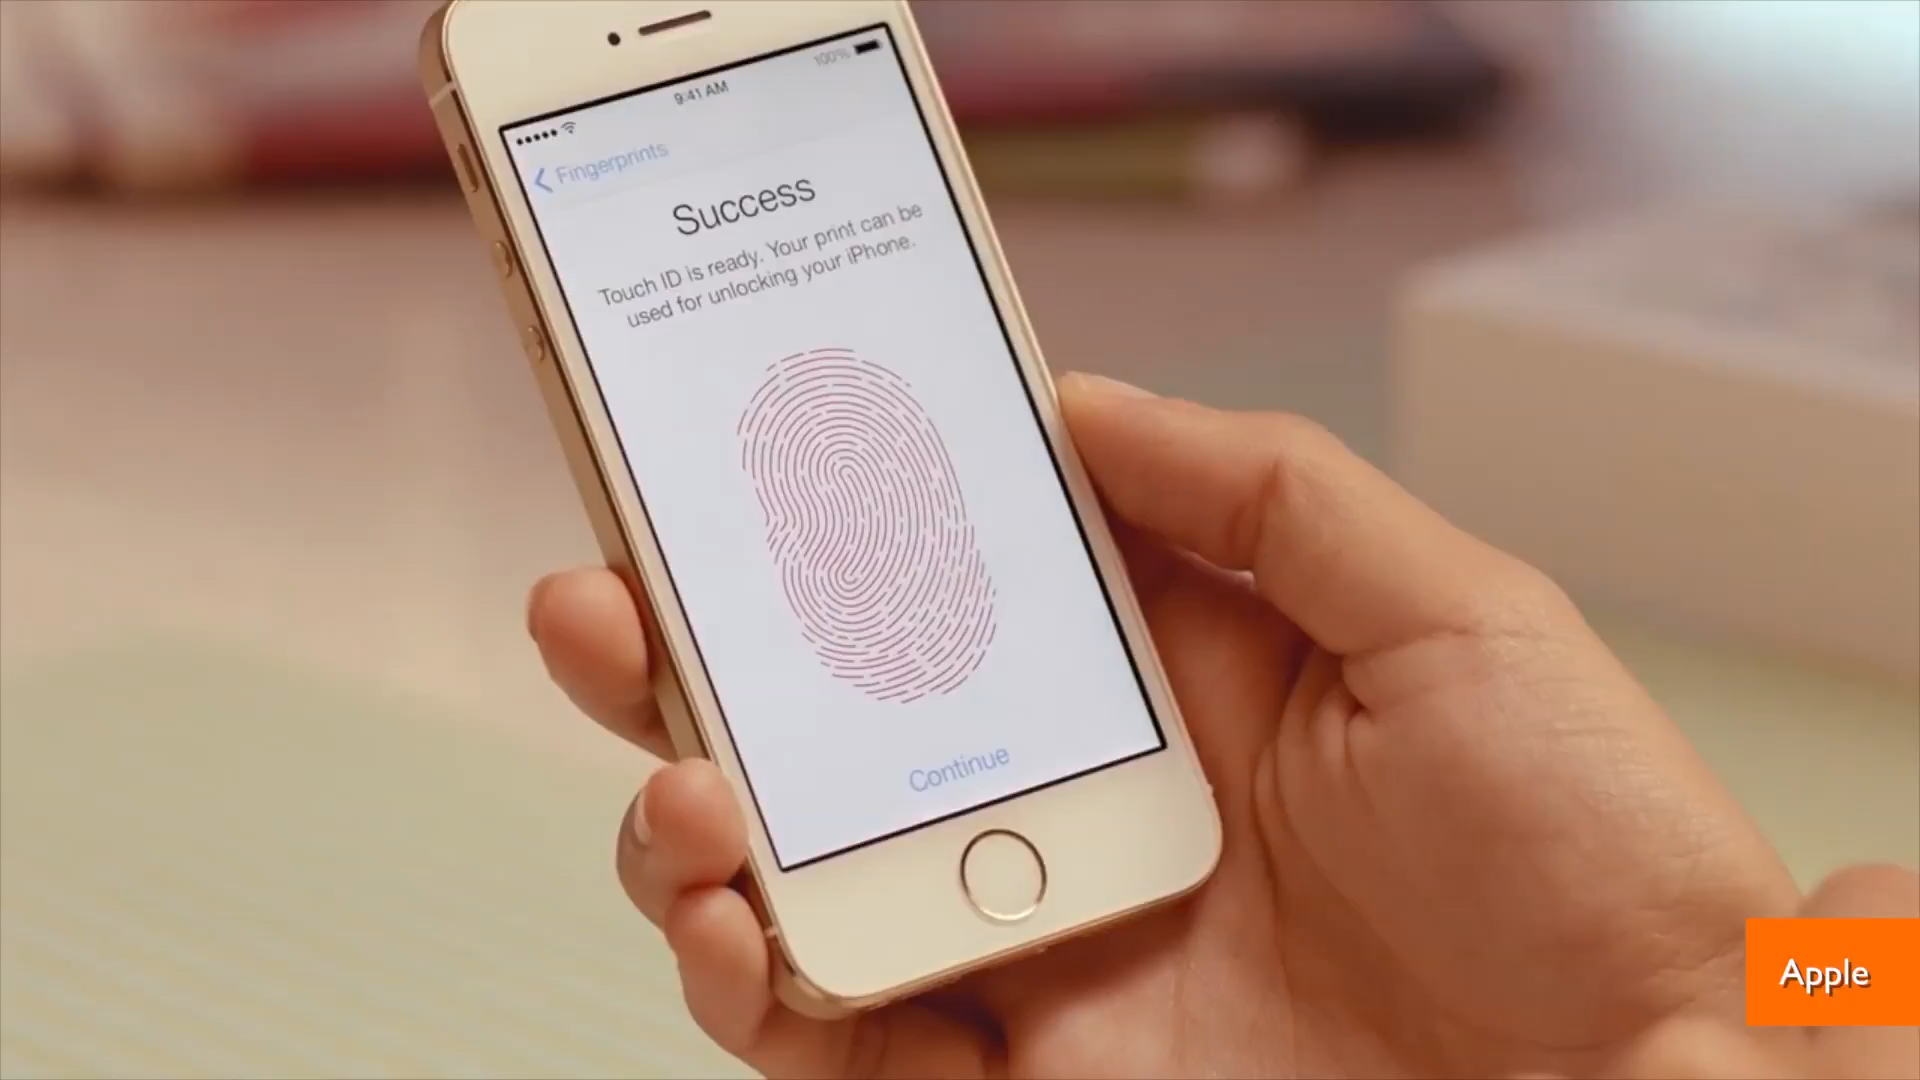 9:41 AM
100%
Fingerprints
Success
Touch ID is ready. Your print can be
used for unlocking your iPhone.
Continue
Apple